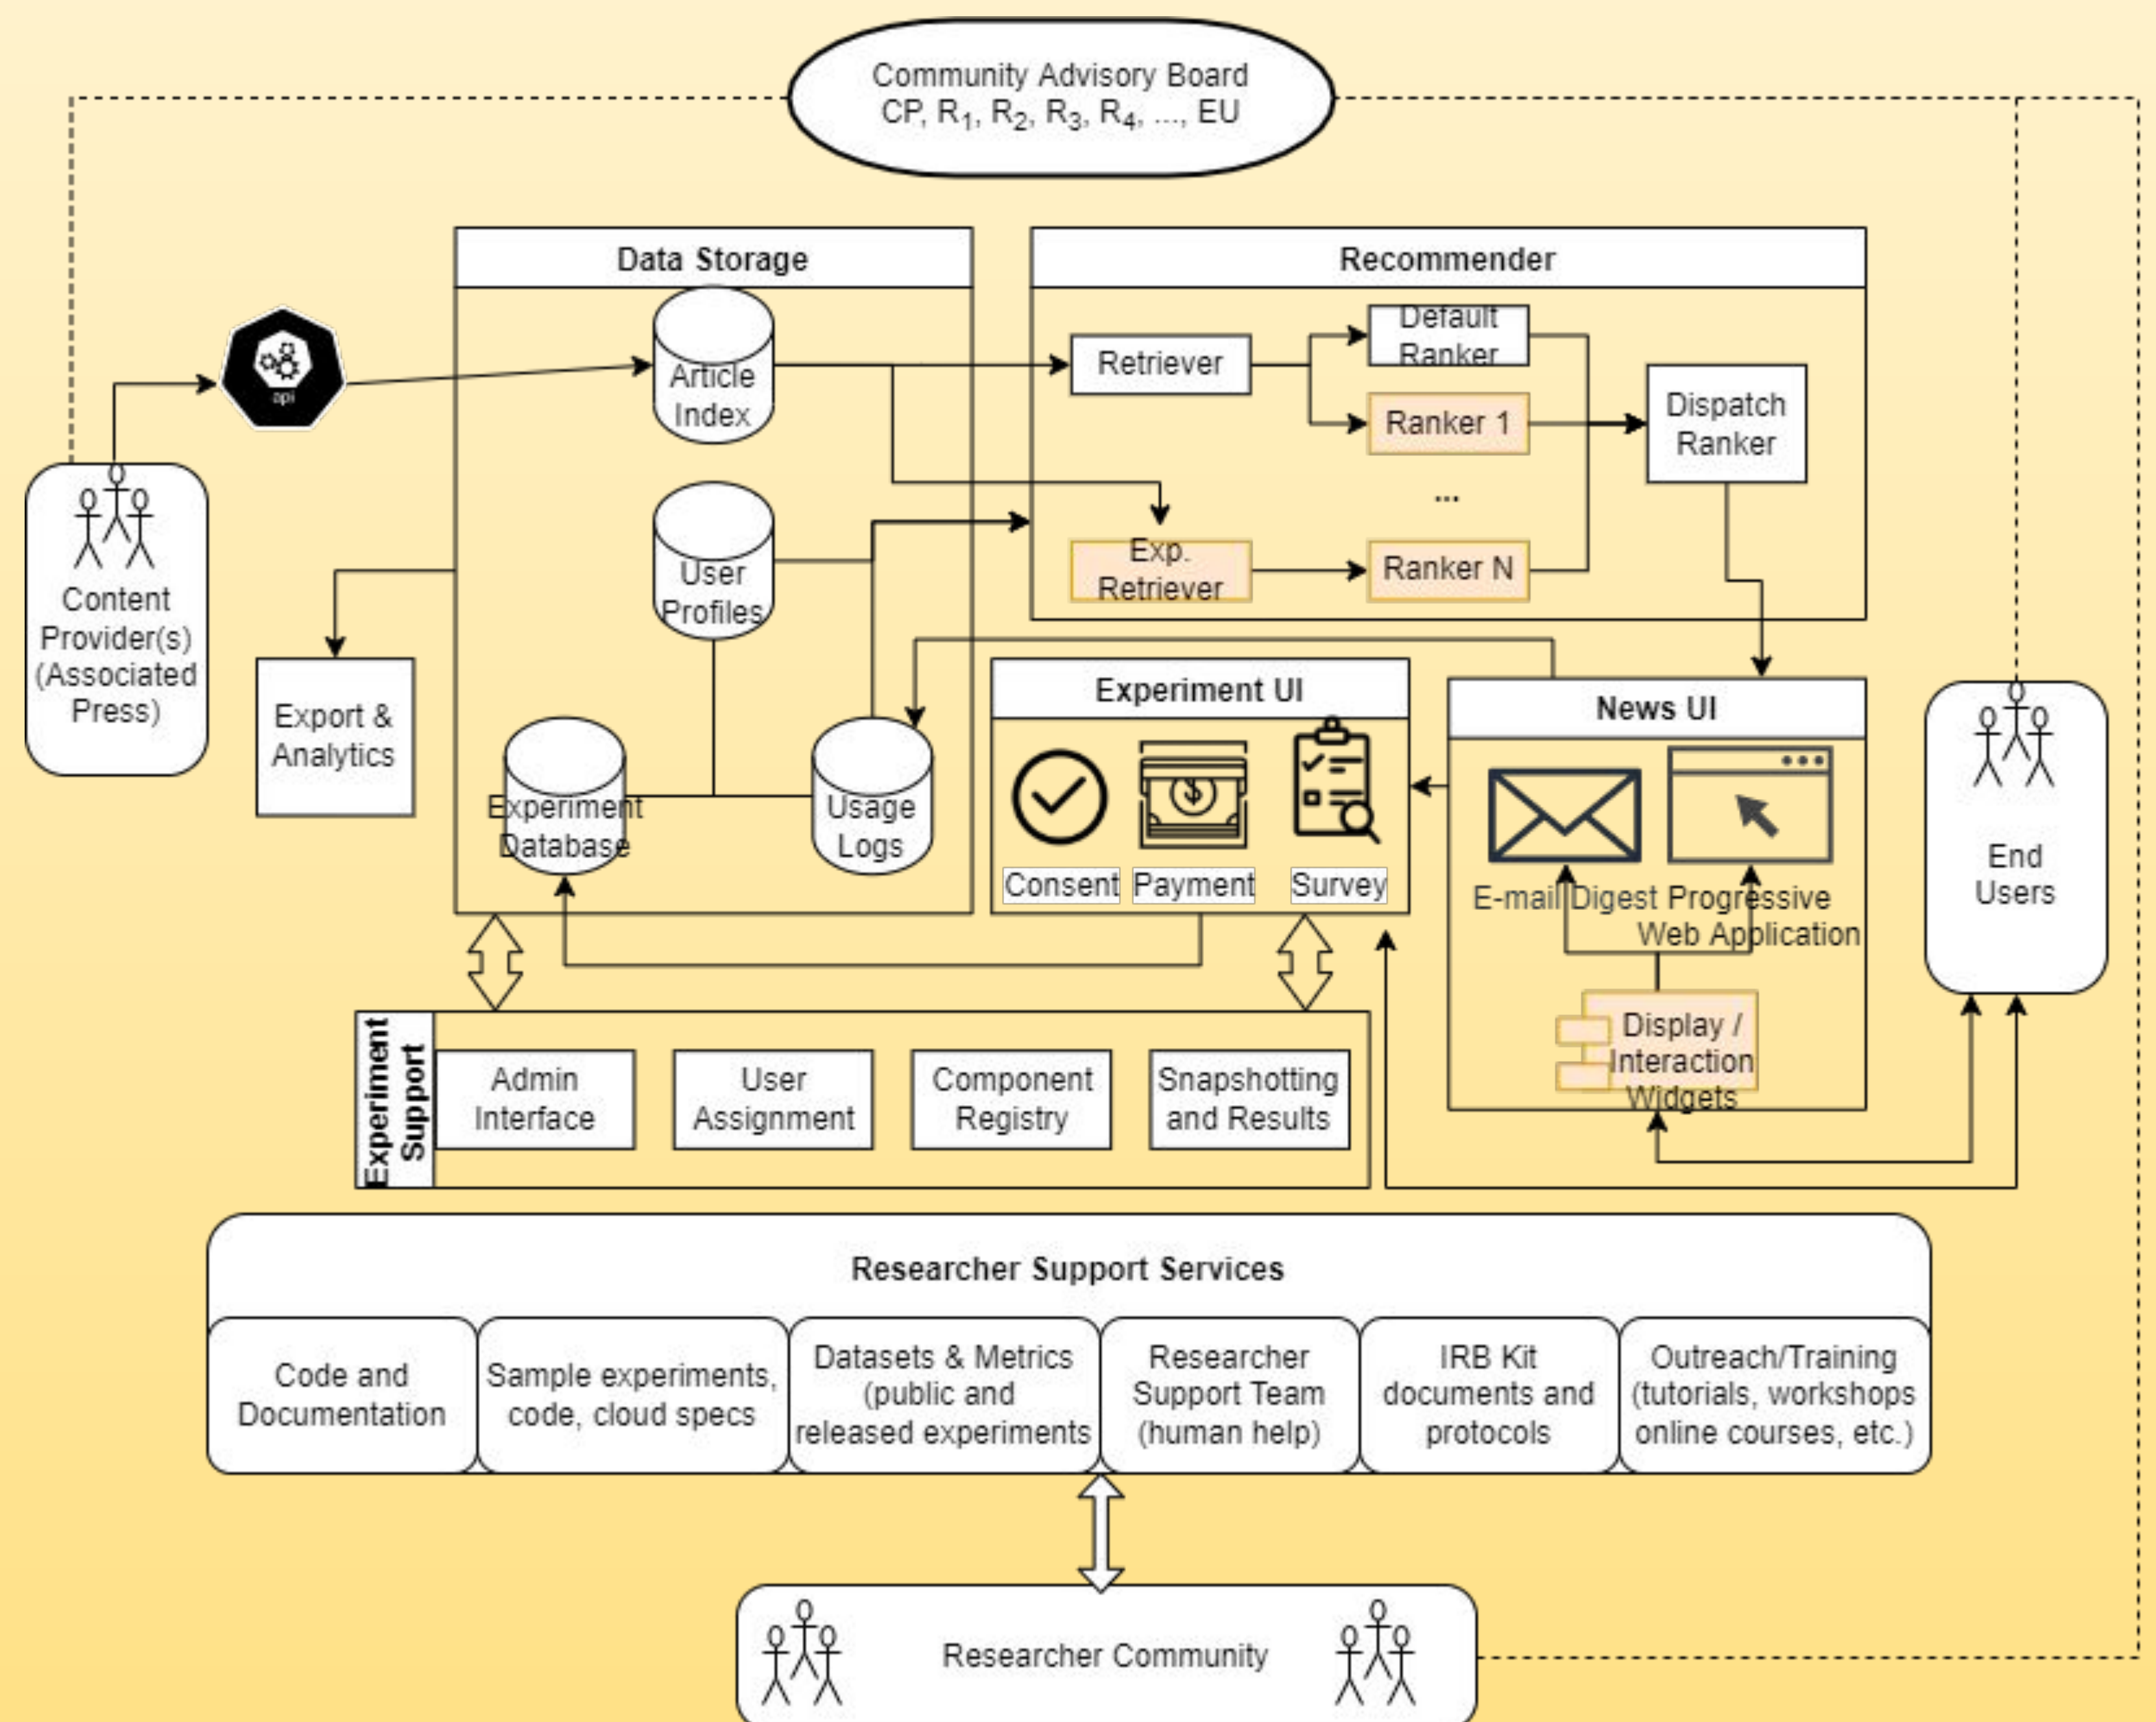 Community Advisory Board
CP, R₁, R₂, R₃, R₄, ..., EU
Data Storage
Recommender
api
Article
Index
Retriever
Default
Ranker
Ranker 1
...
Dispatch
Ranker
Exp.
Retriever
Ranker N
User
Profiles
Content
Provider(s)
(Associated
Press)
Export &
Analytics
Experiment
Database
Usage
Logs
Experiment UI
Consent
Payment
Survey
News UI
E-mail Digest
Progressive
Web Application
Display /
Interaction
Widgets
End
Users
Experiment
Support
Admin
Interface
User
Assignment
Component
Registry
Snapshotting
and Results
Researcher Support Services
Code and
Documentation
Sample experiments,
code, cloud specs
Datasets & Metrics
(public and
released experiments
Researcher
Support Team
(human help)
IRB Kit
documents and
protocols
Outreach/Training
(tutorials, workshops
online courses, etc.)
Researcher Community